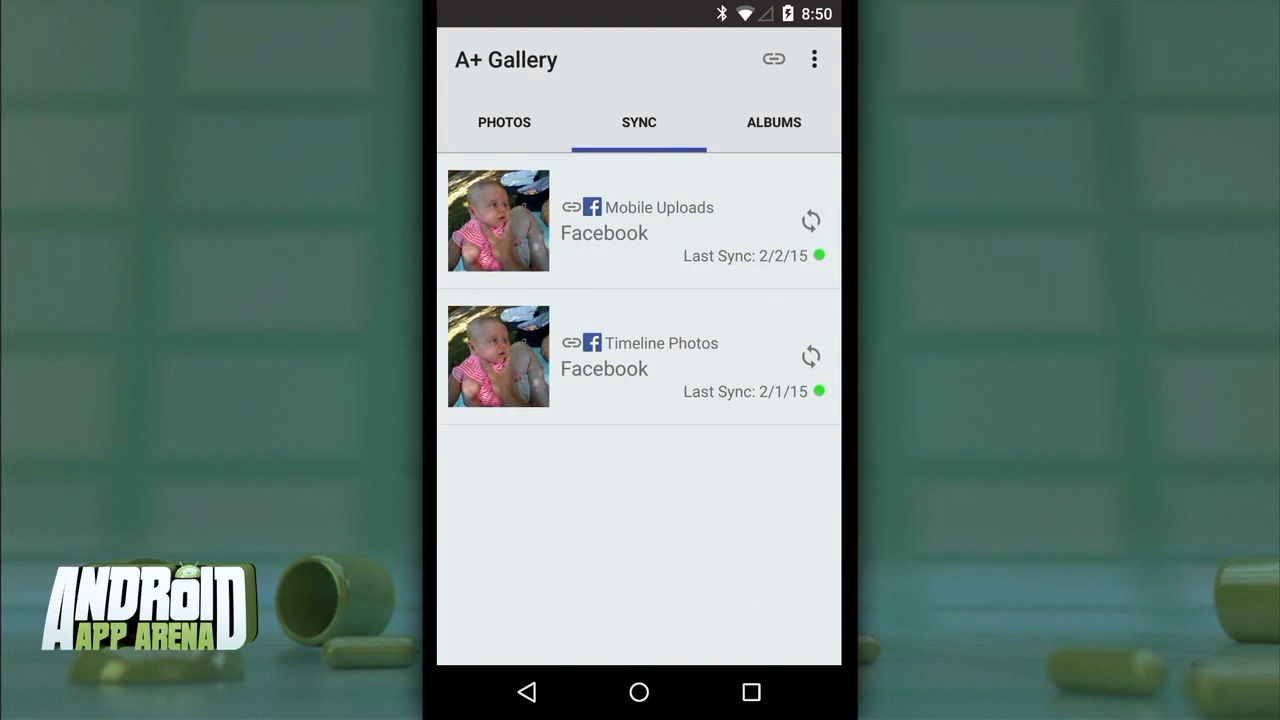 8:50
A+ Gallery
PHOTOS
SYNC
ALBUMS
Mobile Uploads
Facebook
Last Sync: 2/2/15
Timeline Photos
Facebook
Last Sync: 2/1/15
ANDROID
APP ARENA